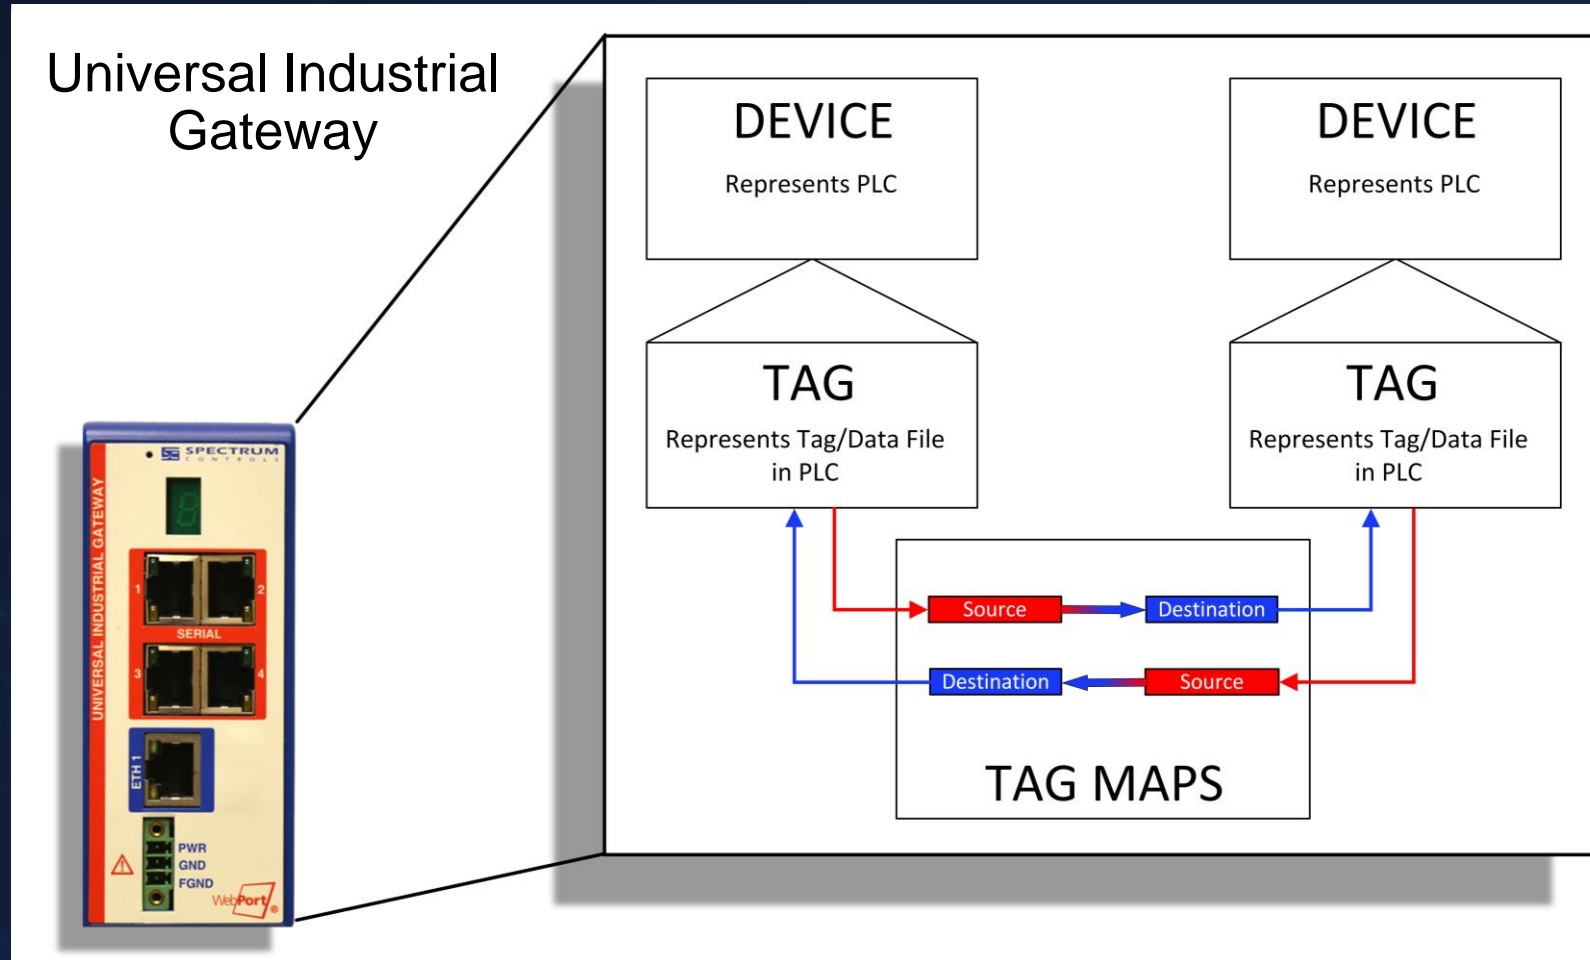 Universal Industrial
Gateway
DEVICE
Represents PLC
DEVICE
Represents PLC
TAG
Represents Tag/Data File
in PLC
TAG
Represents Tag/Data File
in PLC
Source
Destination
Destination
Source
TAG MAPS
SPECTRUM
CONTROLS
UNIVERSAL INDUSTRIAL GATEWAY
8
1
2
SERIAL
3
4
ETH 1
PWR
GND
FGND
WebPort®